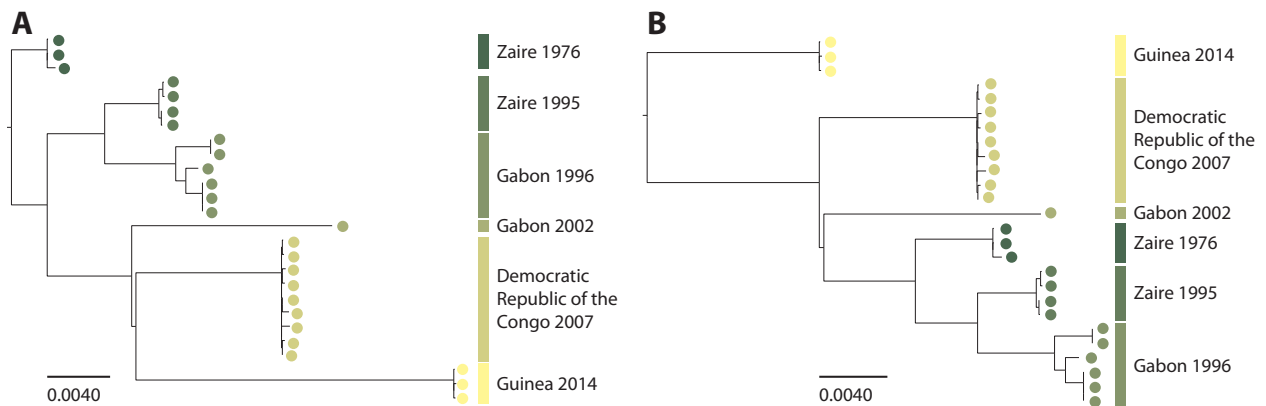 A
Zaire 1976
Zaire 1995
Gabon 1996
Gabon 2002
Democratic
Republic of the
Congo 2007
Guinea 2014
0.0040
B
Guinea 2014
Democratic
Republic of the
Congo 2007
Gabon 2002
Zaire 1976
Zaire 1995
Gabon 1996
0.0040